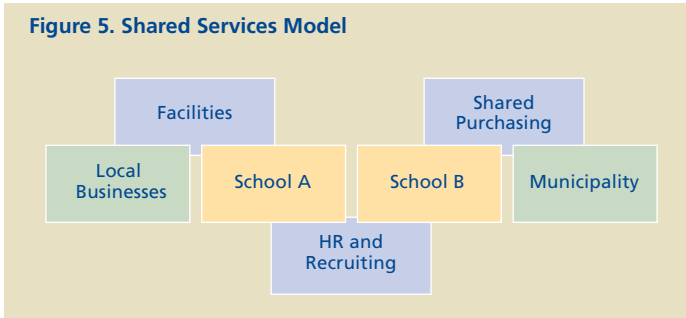 Figure 5. Shared Services Model
Facilities
Shared
Purchasing
Local
Businesses
School A
School B
Municipality
HR and
Recruiting